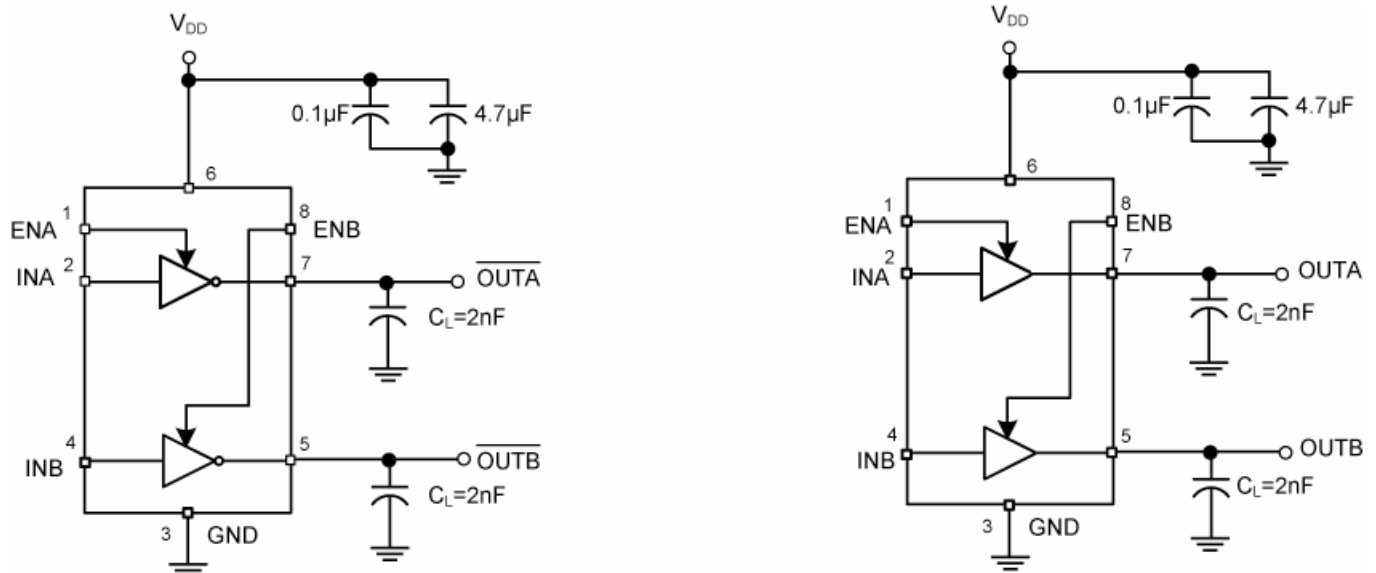 V_DD
0.1µF 4.7µF
6
1
ENA
8
ENB
2
INA
7
OUTA
C_L=2nF
4
INB
5
OUTB
C_L=2nF
3
GND
V_DD
0.1µF 4.7µF
6
1
ENA
8
ENB
2
INA
7
OUTA
C_L=2nF
4
INB
5
OUTB
C_L=2nF
3
GND